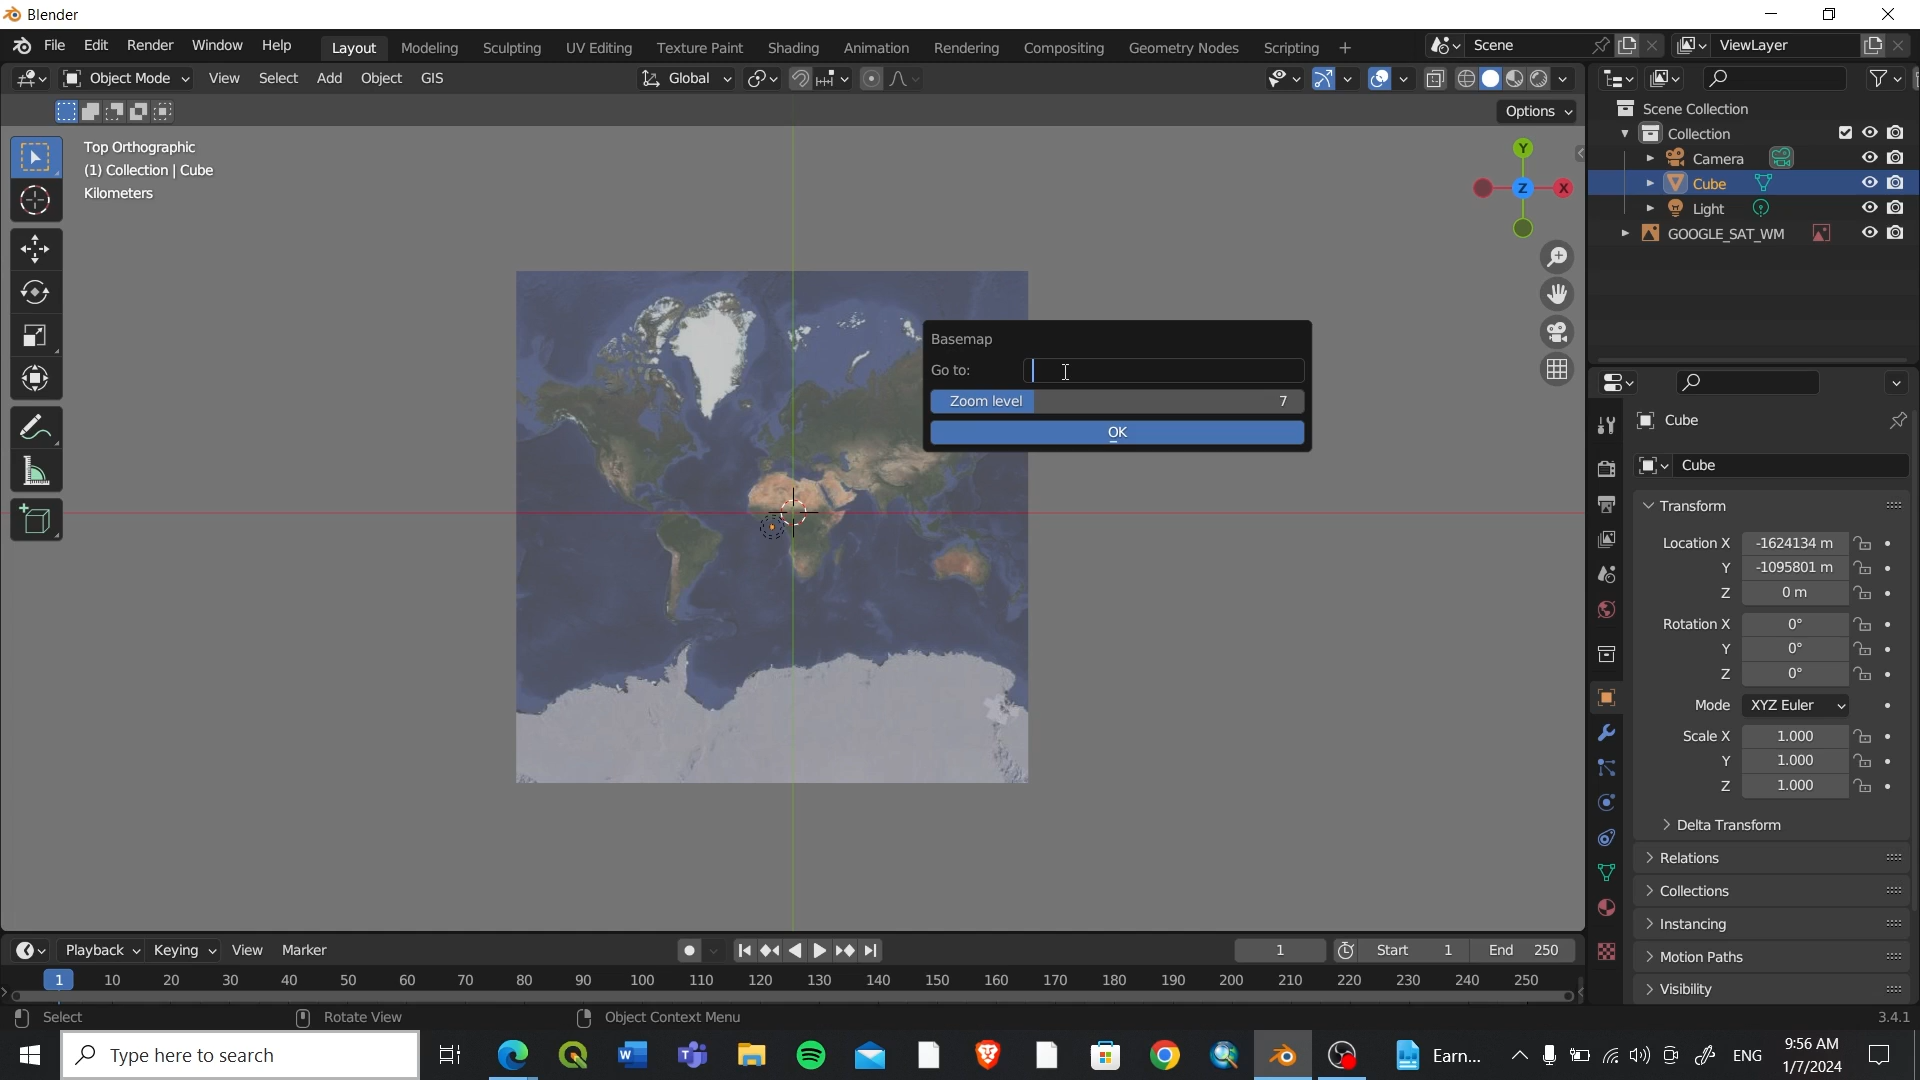 Blender
File Edit Render Window Help Layout Modeling Sculpting UV Editing Texture Paint Shading Animation Rendering Compositing Geometry Nodes Scripting + Scene ViewLayer
Object Mode View Select Add Object GIS Global
Options
Top Orthographic
(1) Collection | Cube
Kilometers
Y
X
Z
Basemap
Go to:
Zoom level 7
OK
Scene Collection
Collection
Camera
Cube
Light
GOOGLE_SAT_WM
Cube
Cube
Transform
Location X -1624134 m
Y -1095801 m
Z 0 m
Rotation X 0°
Y 0°
Z 0°
Mode XYZ Euler
Scale X 1.000
Y 1.000
Z 1.000
Delta Transform
Relations
Collections
Instancing
Motion Paths
Visibility
Playback Keying View Marker 1 Start 1 End 250
1 10 20 30 40 50 60 70 80 90 100 110 120 130 140 150 160 170 180 190 200 210 220 230 240 250
Select Rotate View Object Context Menu 3.4.1
Type here to search Earn... ENG 9:56 AM
1/7/2024